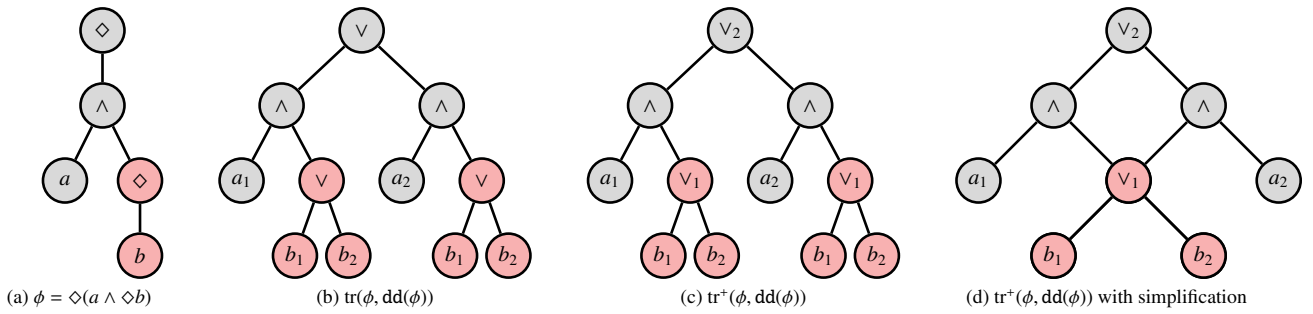 ◇ ∨ ∨₂ ∨₂
∧ ∧ ∧ ∧ ∧ ∧ ∧
a ◇ a₁ ∨ a₂ ∨ a₁ ∨₁ a₂ ∨₁ a₁ ∨₁ a₂
b b₁ b₂ b₁ b₂ b₁ b₂ b₁ b₂ b₁ b₂
(a) ϕ = ◇(a ∧ ◇b)
(b) tr(ϕ, dd(ϕ))
(c) tr⁺(ϕ, dd(ϕ))
(d) tr⁺(ϕ, dd(ϕ)) with simplification